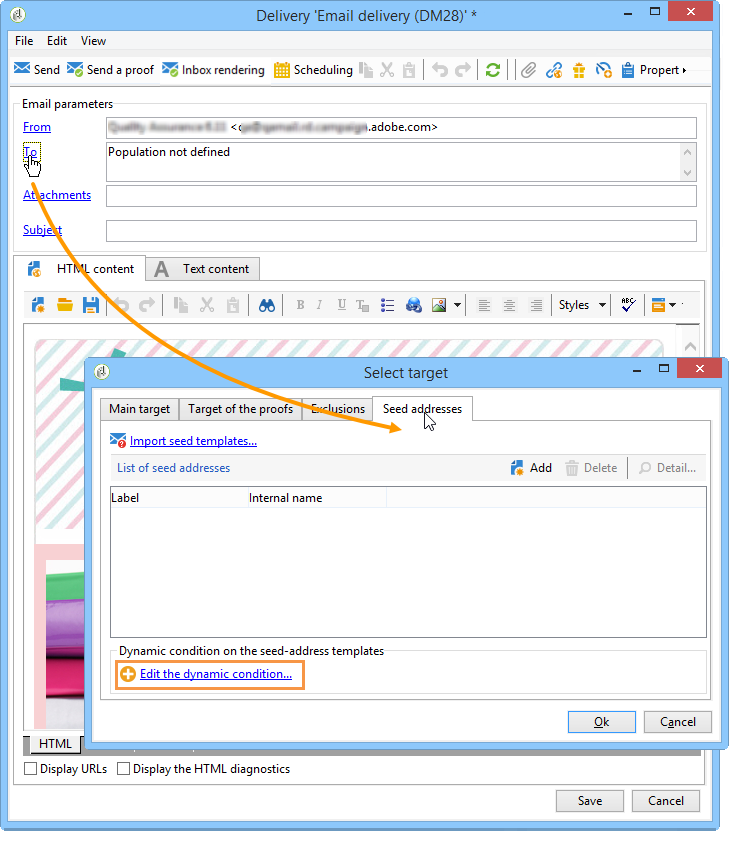 Delivery 'Email delivery (DM28)' *
File Edit View
Send Send a proof Inbox rendering Scheduling Propert
Email parameters
From <q .adobe.com>
To Population not defined
Attachments
Subject
HTML content A Text content
B I U Styles ABC
Select target
Main target Target of the proofs Exclusions Seed addresses
Import seed templates...
List of seed addresses Add Delete Detail...
Label Internal name
Dynamic condition on the seed-address templates
Edit the dynamic condition...
Ok Cancel
HTML
Display URLs Display the HTML diagnostics
Save Cancel